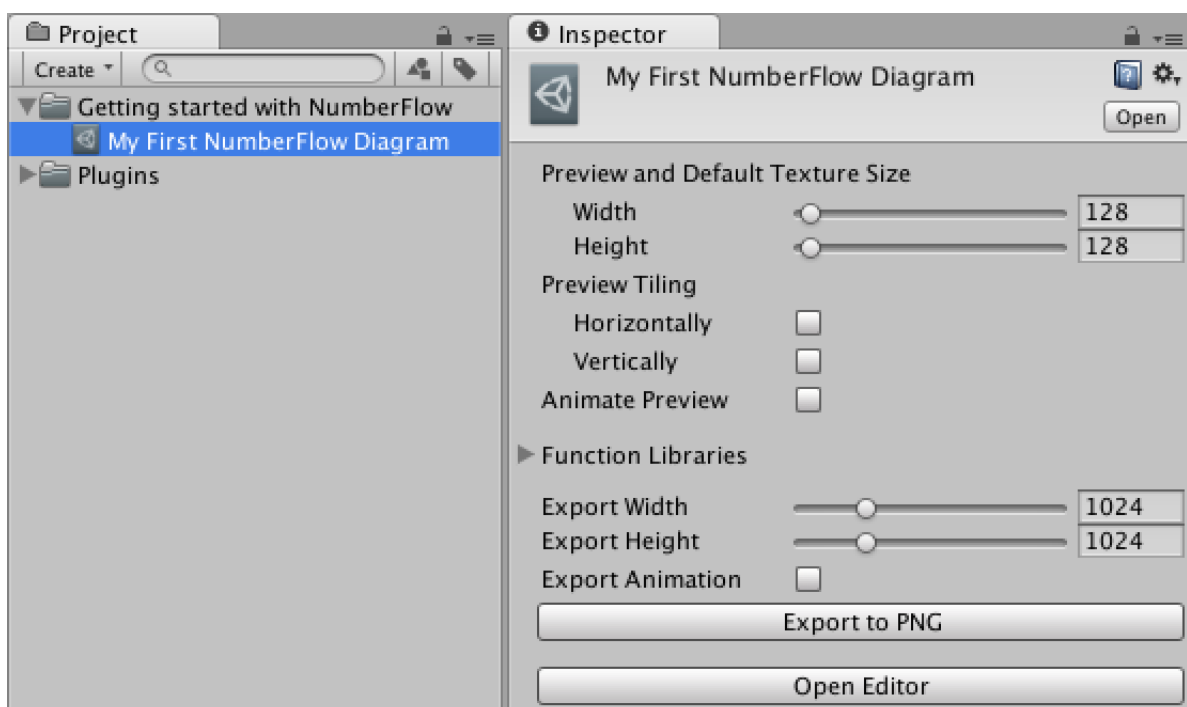 Project
Create
Getting started with NumberFlow
My First NumberFlow Diagram
Plugins
Inspector
My First NumberFlow Diagram
Open
Preview and Default Texture Size
Width 128
Height 128
Preview Tiling
Horizontally
Vertically
Animate Preview
Function Libraries
Export Width 1024
Export Height 1024
Export Animation
Export to PNG
Open Editor